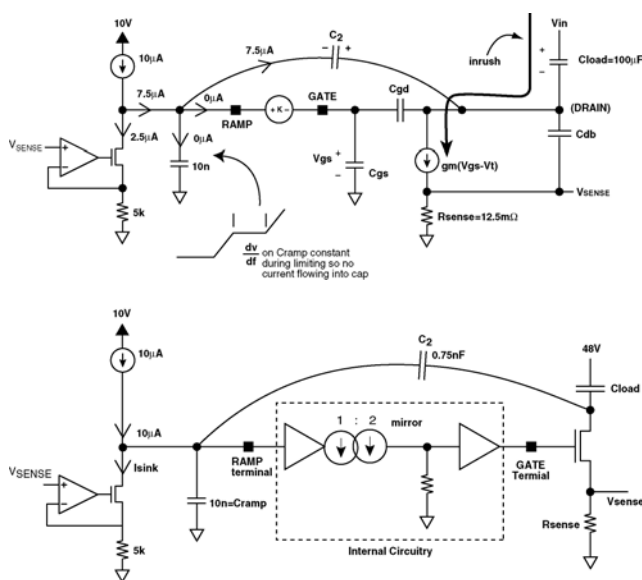 10V
10µA
7.5µA
C2
- +
inrush
Vin
+
-
Cload=100µF
7.5µA
0µA
RAMP
+ K -
GATE
Cgd
(DRAIN)
VSENSE
+
-
2.5µA
0µA
10n
Vgs
+
-
Cgs
gm(Vgs-Vt)
Cdb
VSENSE
5k
Rsense=12.5mΩ
dv
df
on Cramp constant
during limiting so no
current flowing into cap
10V
10µA
C2
0.75nF
48V
Cload
10µA
1 : 2 mirror
Isink
RAMP
terminal
GATE
Termial
VSENSE
+
-
10n=Cramp
Vsense
Rsense
5k
Internal Circuitry